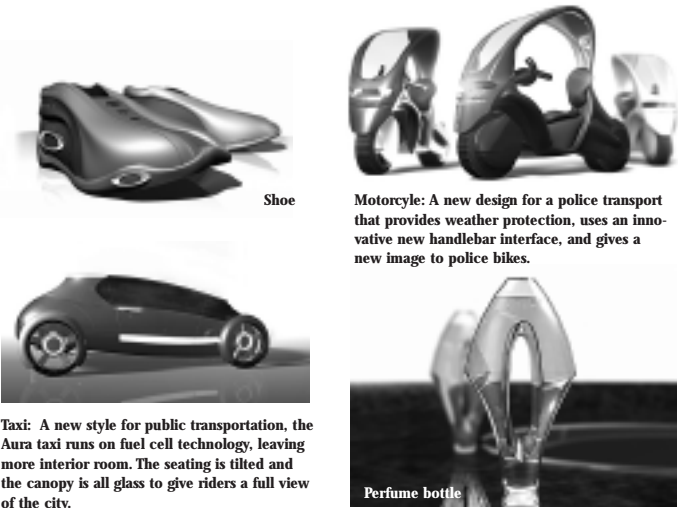 Shoe
Motorcyle: A new design for a police transport
that provides weather protection, uses an inno-
vative new handlebar interface, and gives a
new image to police bikes.
Taxi: A new style for public transportation, the
Aura taxi runs on fuel cell technology, leaving
more interior room. The seating is tilted and
the canopy is all glass to give riders a full view
of the city.
Perfume bottle